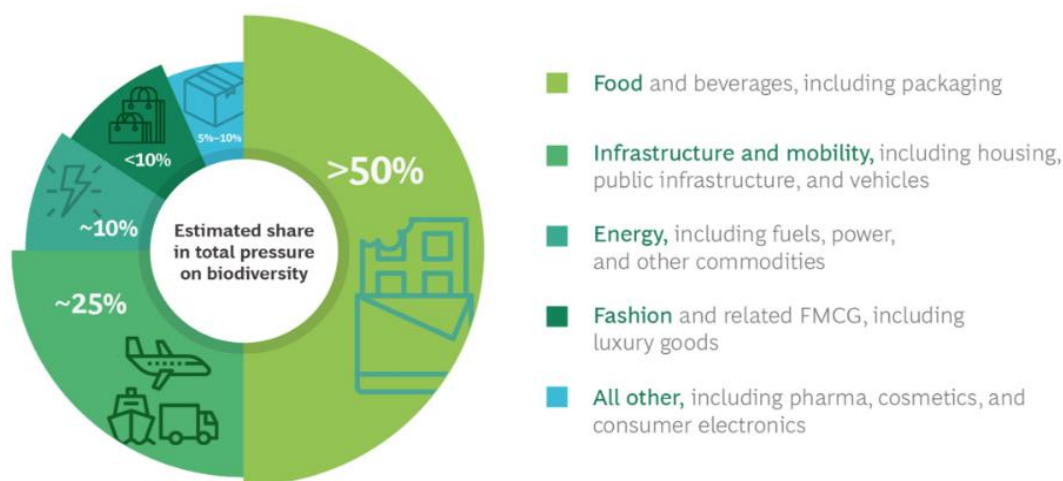 5%–10%
<10%
>50%
~10%
Estimated share
in total pressure
on biodiversity
~25%
Food and beverages, including packaging
Infrastructure and mobility, including housing,
public infrastructure, and vehicles
Energy, including fuels, power,
and other commodities
Fashion and related FMCG, including
luxury goods
All other, including pharma, cosmetics, and
consumer electronics